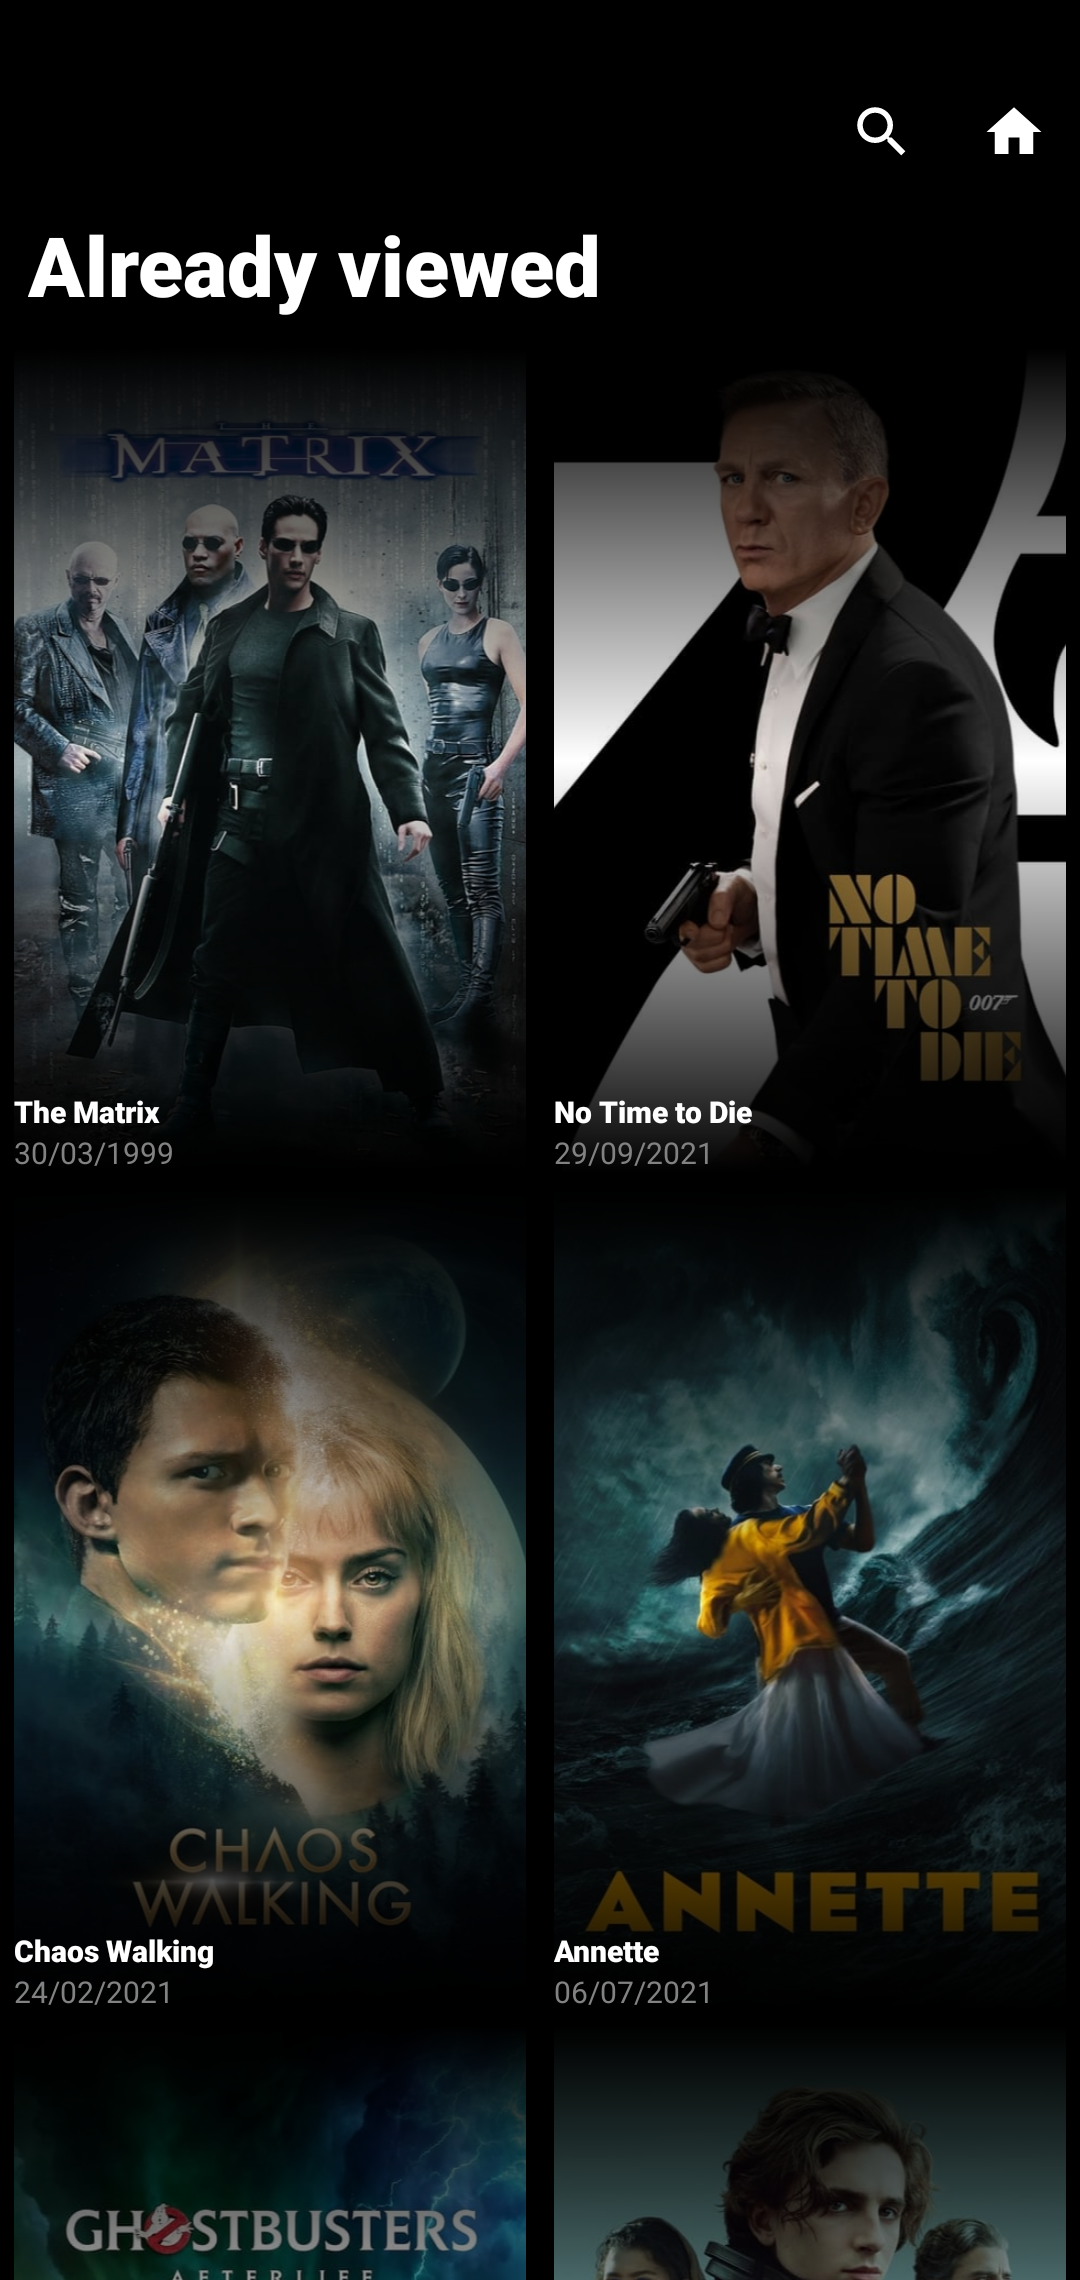 Already viewed
THE
MATRIX
NO
TIME
TO 007
DIE
The Matrix
30/03/1999
No Time to Die
29/09/2021
CHAOS
WALKING
ANNETTE
Chaos Walking
24/02/2021
Annette
06/07/2021
GHOSTBUSTERS
AFTERLIFE